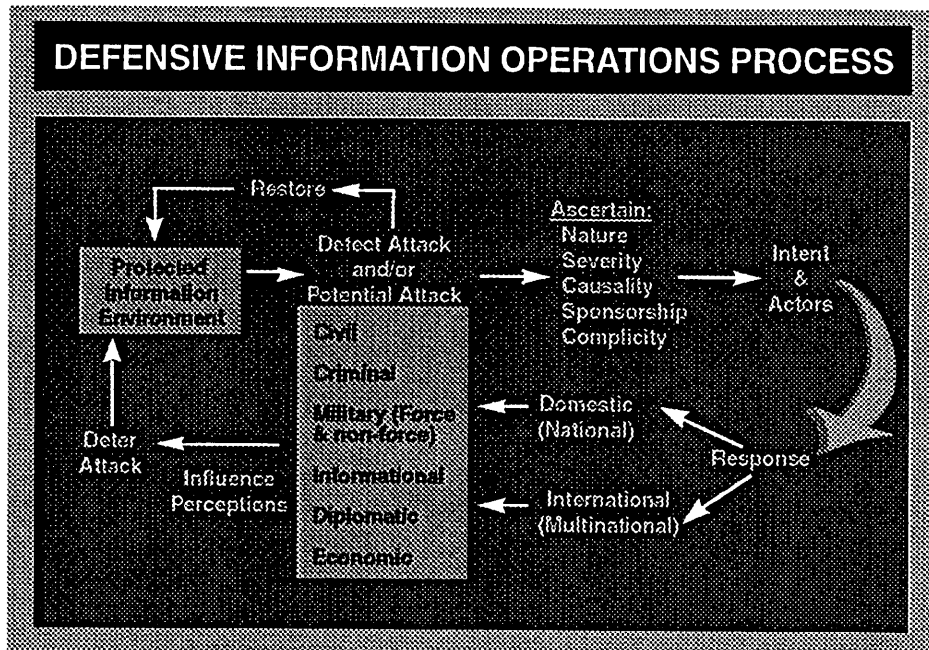 DEFENSIVE INFORMATION OPERATIONS PROCESS
Restore
Protected
Information
Environment
Detect Attack
and/or
Potential Attack
Ascertain:
Nature
Severity
Causality
Sponsorship
Complicity
Intent
&
Actors
Civil
Criminal
Military (Force
& non-force)
Informational
Diplomatic
Economic
Domestic
(National)
International
(Multinational)
Response
Influence
Perceptions
Deter
Attack